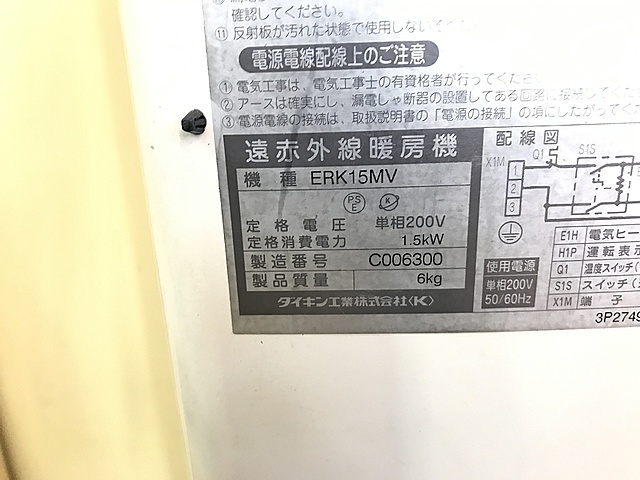 確認してください。
⑪ 反射板が汚れた状態で使用しない
電源電線配線上のご注意
① 電気工事は、電気工事士の有資格者が行ってくださ
② アースは確実にし、漏電しゃ断器の設置してある回路に接続してくださ
③ 電源電線の接続は、取扱説明書の「電源の接続」の項にしたがって
遠赤外線暖房機
機種 ERK15MV
PS
E
定格電圧 単相200V
定格消費電力 1.5kW
製造番号 C006300
製品質量 6kg
ダイキン工業株式会社〈K〉
配線図
X1M
Q1
S1S
1
2
3
使用電源
単相200V
50/60Hz
E1H 電気ヒー
H1P 運転表示
Q1 温度スイッチ
S1S スイッチ
X1M 端子
3P2749